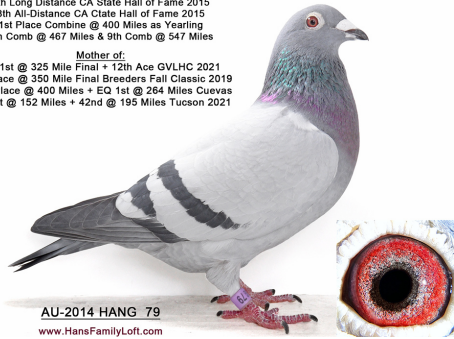 Long Distance CA State Hall of Fame 2015
8th All-Distance CA Ctate Hall of Fame 2015
1st Place Combine @ 400 Miles as Yearling
Comb @ 467 Miles & 9th Comb @ 547 Miles
Mother of:
1st @ 325 Mile Final + 12th Ace GVLHC 2021
@ 350 Mile Final Breeders Fall Classic 2019
@ 400 Miles + EQ 1st @ 264 Miles Cuevas
@ 152 Miles + 42nd @ 195 Miles Tucson 2021
AU-2014 HANG 79
www.HansFamilyLoft.com